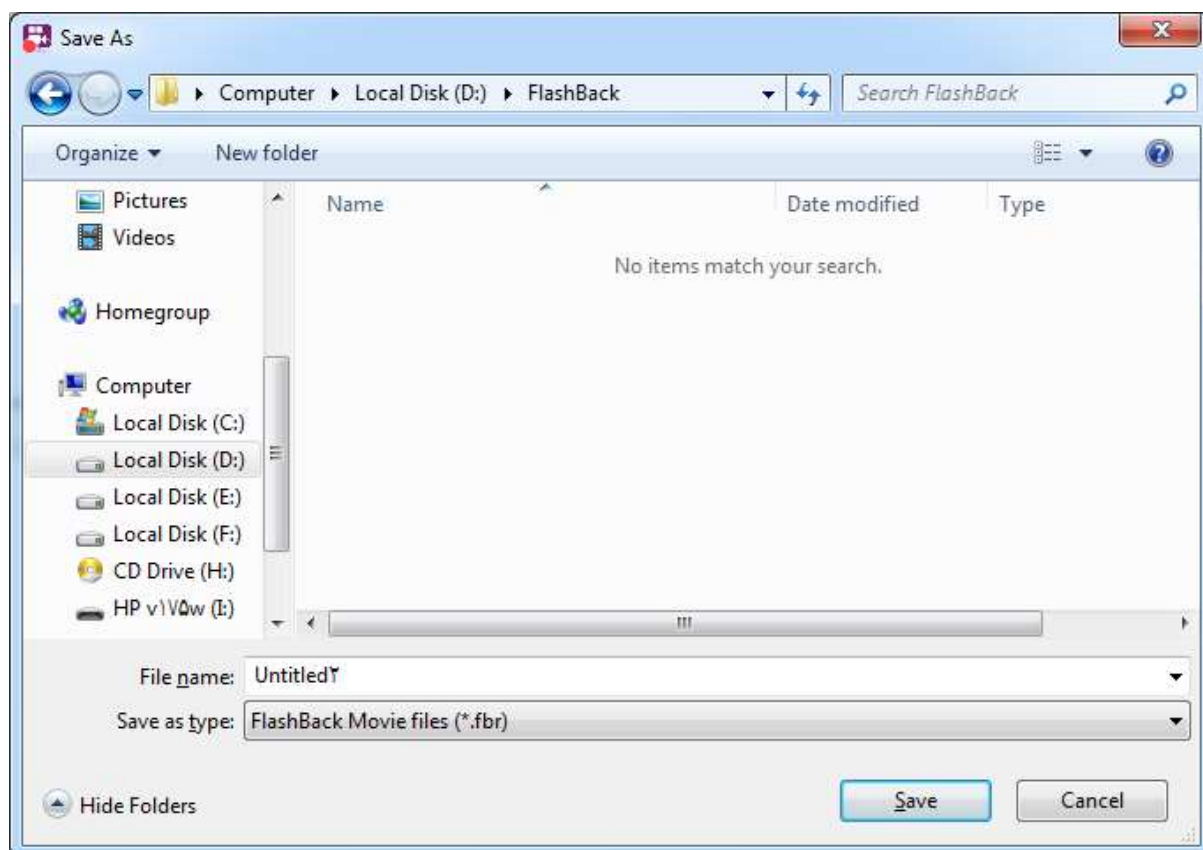 Save As
Computer Local Disk (D:) FlashBack Search FlashBack
Organize New folder
Pictures
Videos
Homegroup
Computer
Local Disk (C:)
Local Disk (D:)
Local Disk (E:)
Local Disk (F:)
CD Drive (H:)
HP v۱۷۵w (I:)
Name Date modified Type
No items match your search.
File name: Untitled۲
Save as type: FlashBack Movie files (*.fbr)
Hide Folders Save Cancel